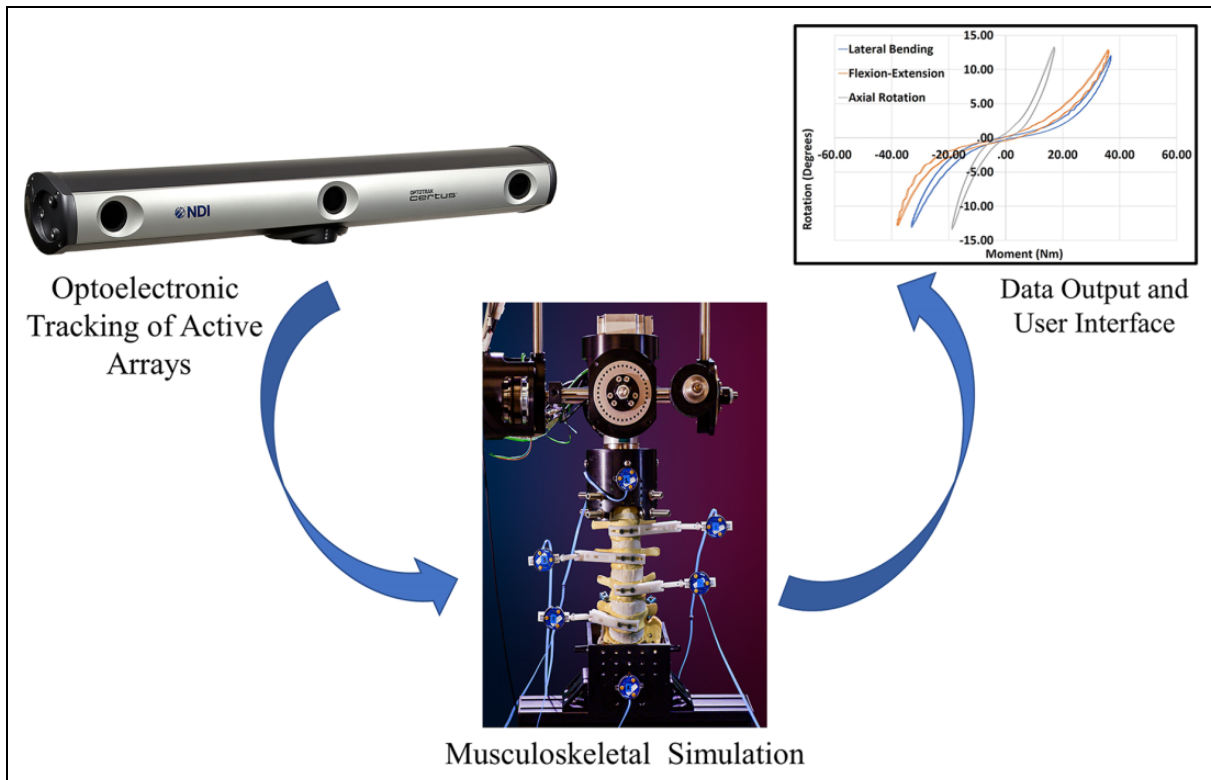 NDI
OPTOTRAK
certus
Optoelectronic
Tracking of Active
Arrays
Musculoskeletal Simulation
15.00
10.00
5.00
.00
-5.00
-10.00
-15.00
-60.00 -40.00 -20.00 .00 20.00 40.00 60.00
Lateral Bending
Flexion-Extension
Axial Rotation
Rotation (Degrees)
Moment (Nm)
Data Output and
User Interface